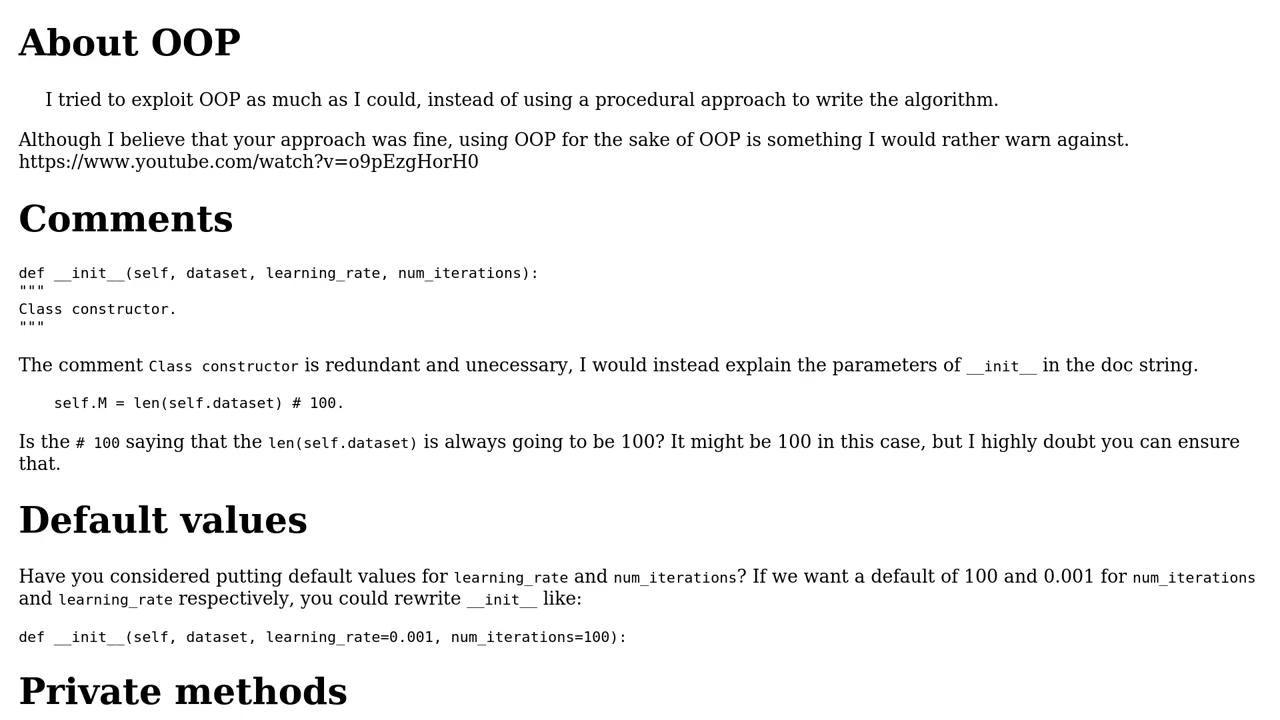 About OOP
I tried to exploit OOP as much as I could, instead of using a procedural approach to write the algorithm.
Although I believe that your approach was fine, using OOP for the sake of OOP is something I would rather warn against.
https://www.youtube.com/watch?v=o9pEzgHorH0
Comments
def __init__(self, dataset, learning_rate, num_iterations):
"""
Class constructor.
"""
The comment Class constructor is redundant and unecessary, I would instead explain the parameters of __init__ in the doc string.
self.M = len(self.dataset) # 100.
Is the # 100 saying that the len(self.dataset) is always going to be 100? It might be 100 in this case, but I highly doubt you can ensure
that.
Default values
Have you considered putting default values for learning_rate and num_iterations? If we want a default of 100 and 0.001 for num_iterations
and learning_rate respectively, you could rewrite __init__ like:
def __init__(self, dataset, learning_rate=0.001, num_iterations=100):
Private methods